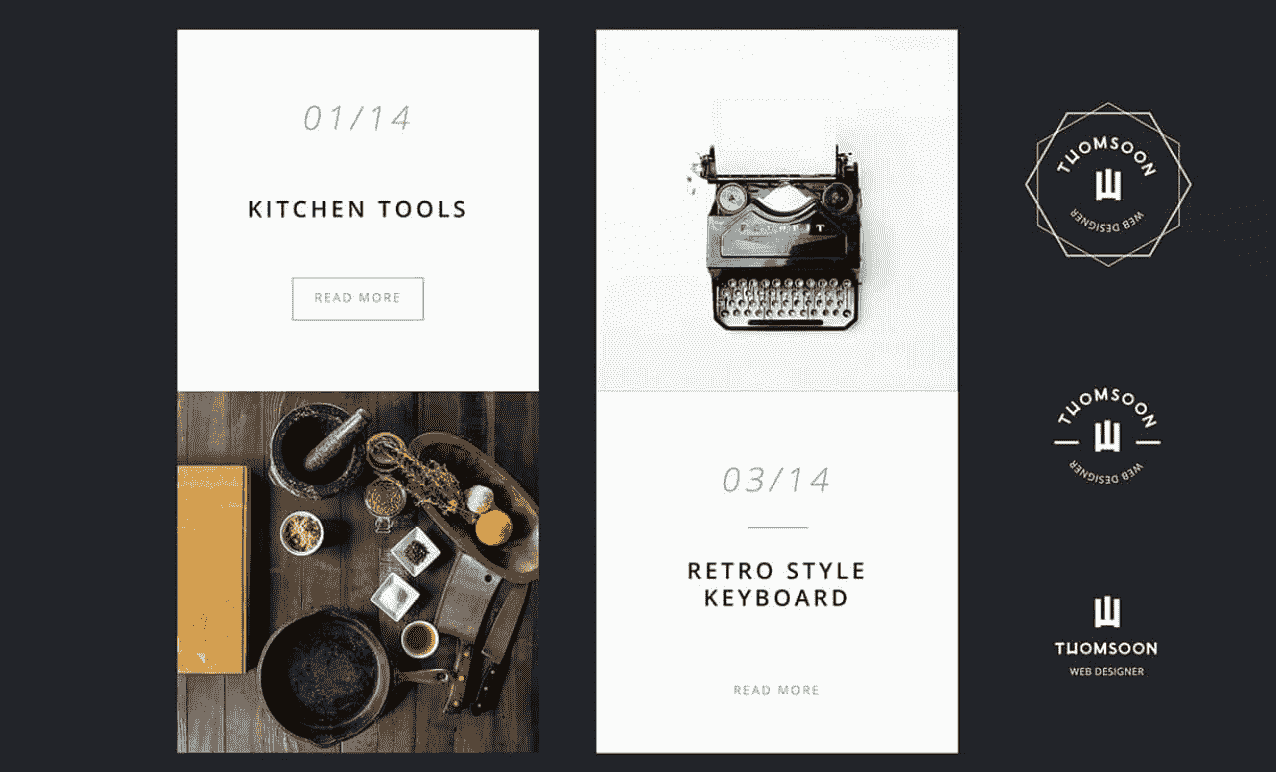 01/14
KITCHEN TOOLS
READ MORE
03/14
RETRO STYLE
KEYBOARD
READ MORE
THOMSOON
WEB DESIGNER
THOMSOON
WEB DESIGNER
THOMSOON
WEB DESIGNER